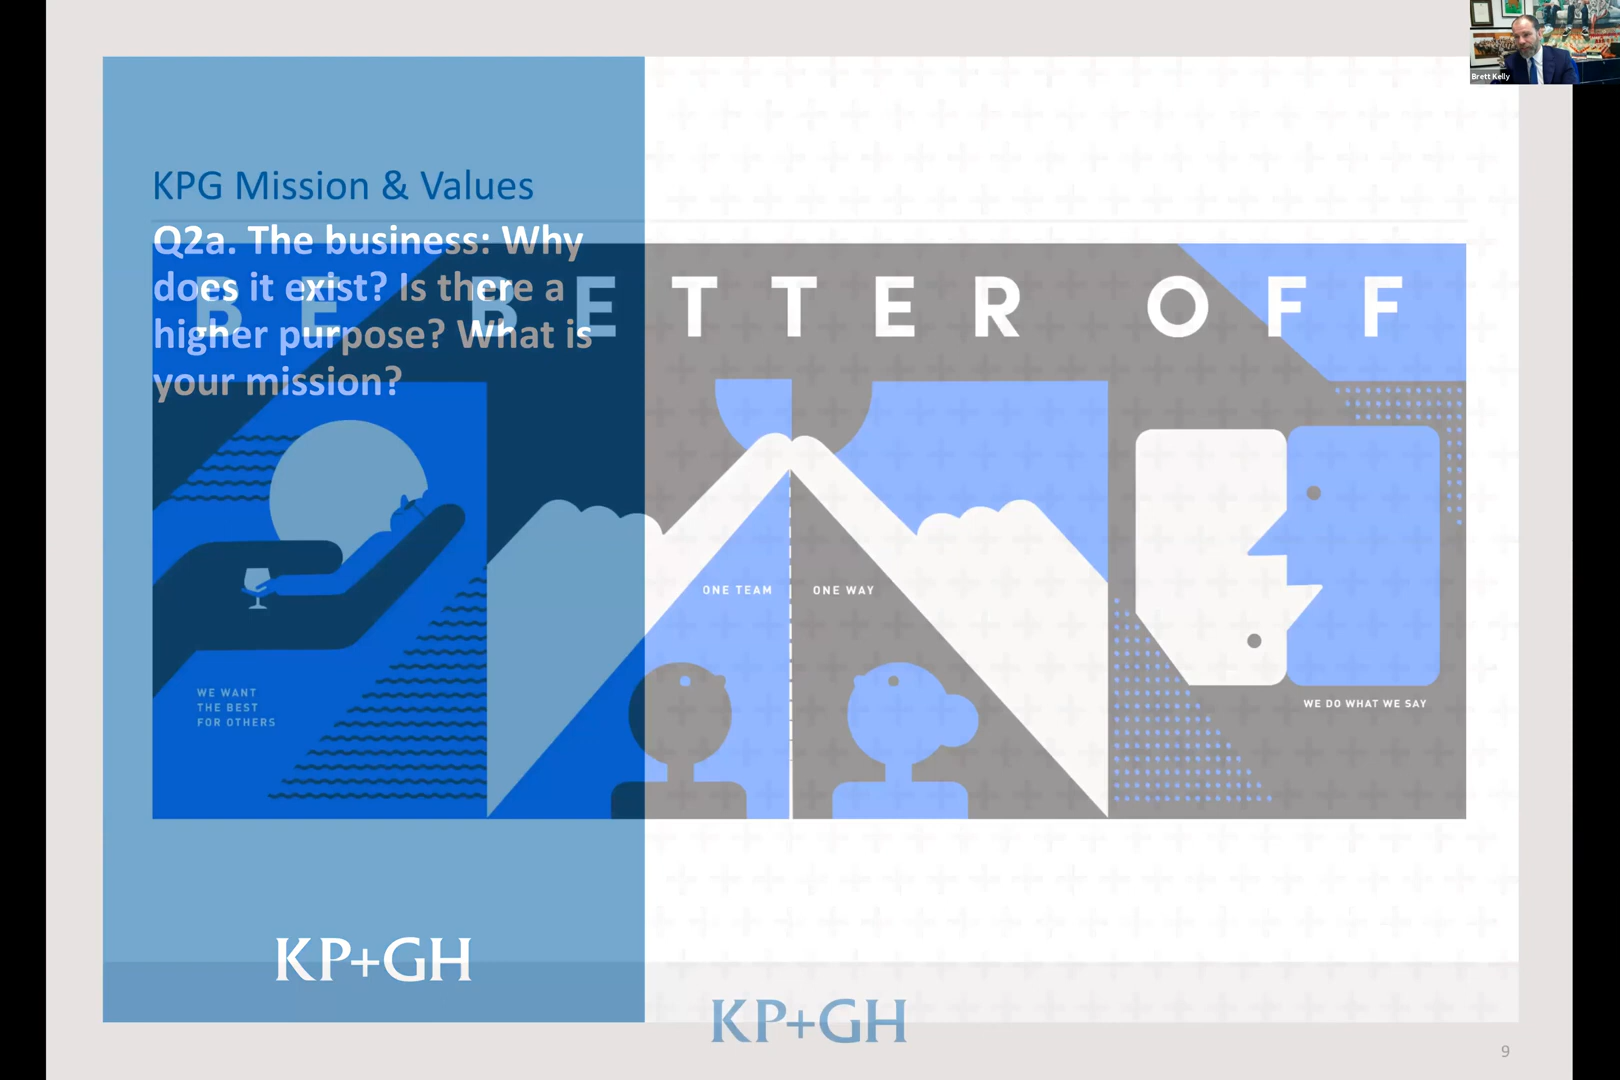 Brett Kelly
KPG Mission & Values
Q2a. The business: Why
does it exist? Is there a
higher purpose? What is
your mission?
BE BETTER OFF
ONE TEAM
ONE WAY
WE WANT
THE BEST
FOR OTHERS
WE DO WHAT WE SAY
KP+GH
KP+GH
9